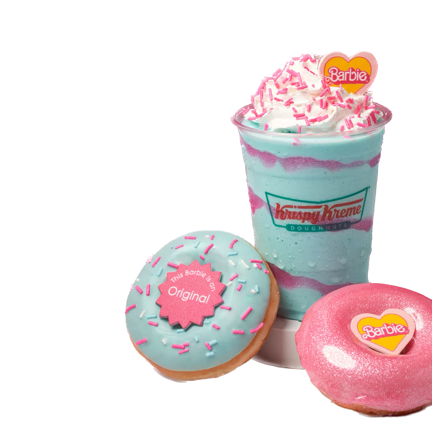 Barbie
Krispy Kreme
DOUGHNUTS
This Barbie is an
Original
Barbie